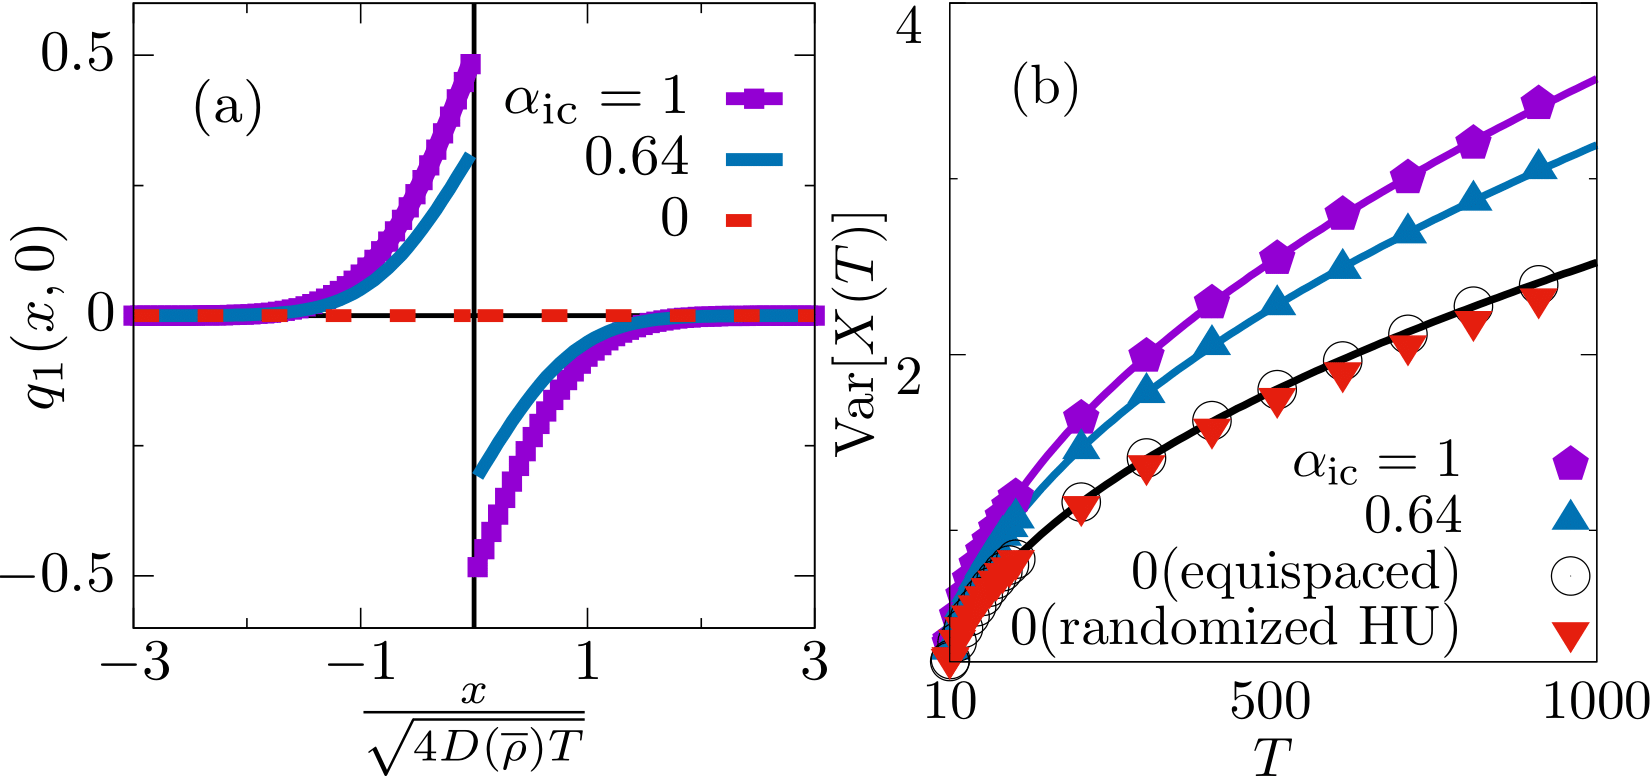 (a)
0.5
0
−0.5
q₁(x, 0)
α_ic = 1
0.64
0
−3
−1
1
3
x
√4D(ρ̅)T
(b)
4
2
Var[X(T)]
α_ic = 1
0.64
0(equispaced)
0(randomized HU)
10
500
1000
T